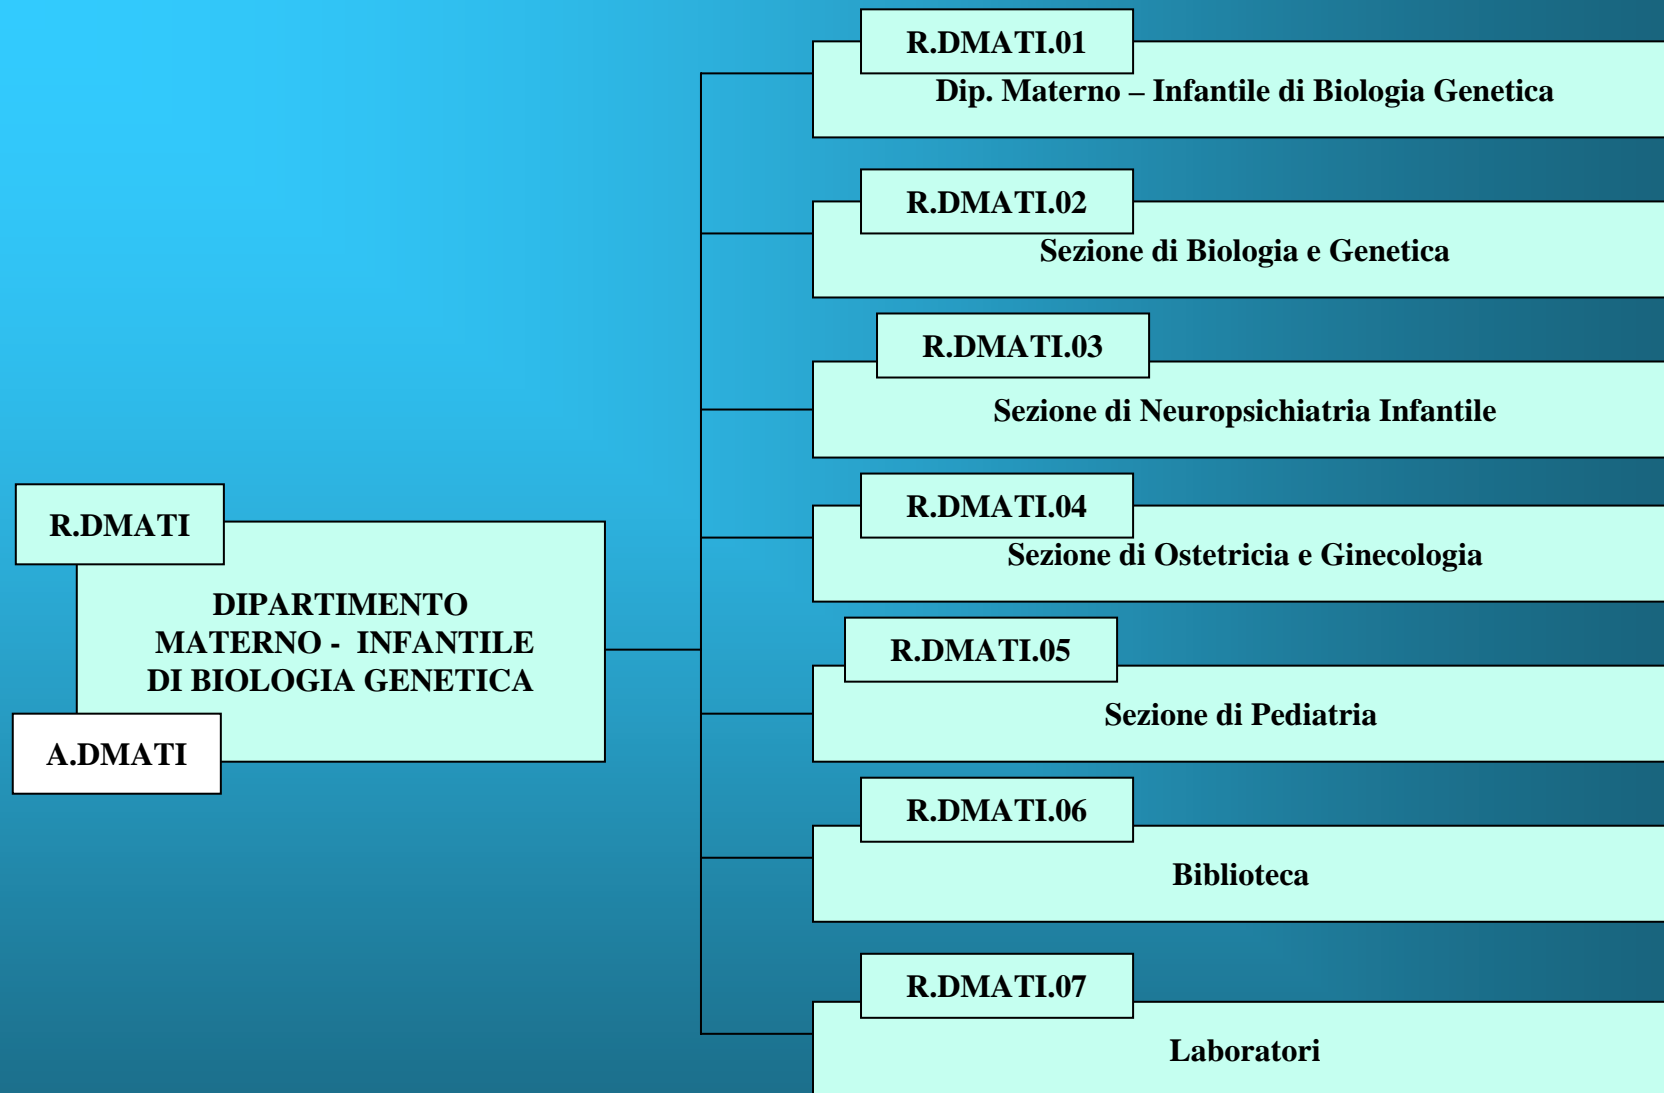 R.DMATI
DIPARTIMENTO
MATERNO - INFANTILE
DI BIOLOGIA GENETICA
A.DMATI
R.DMATI.01
Dip. Materno – Infantile di Biologia Genetica
R.DMATI.02
Sezione di Biologia e Genetica
R.DMATI.03
Sezione di Neuropsichiatria Infantile
R.DMATI.04
Sezione di Ostetricia e Ginecologia
R.DMATI.05
Sezione di Pediatria
R.DMATI.06
Biblioteca
R.DMATI.07
Laboratori